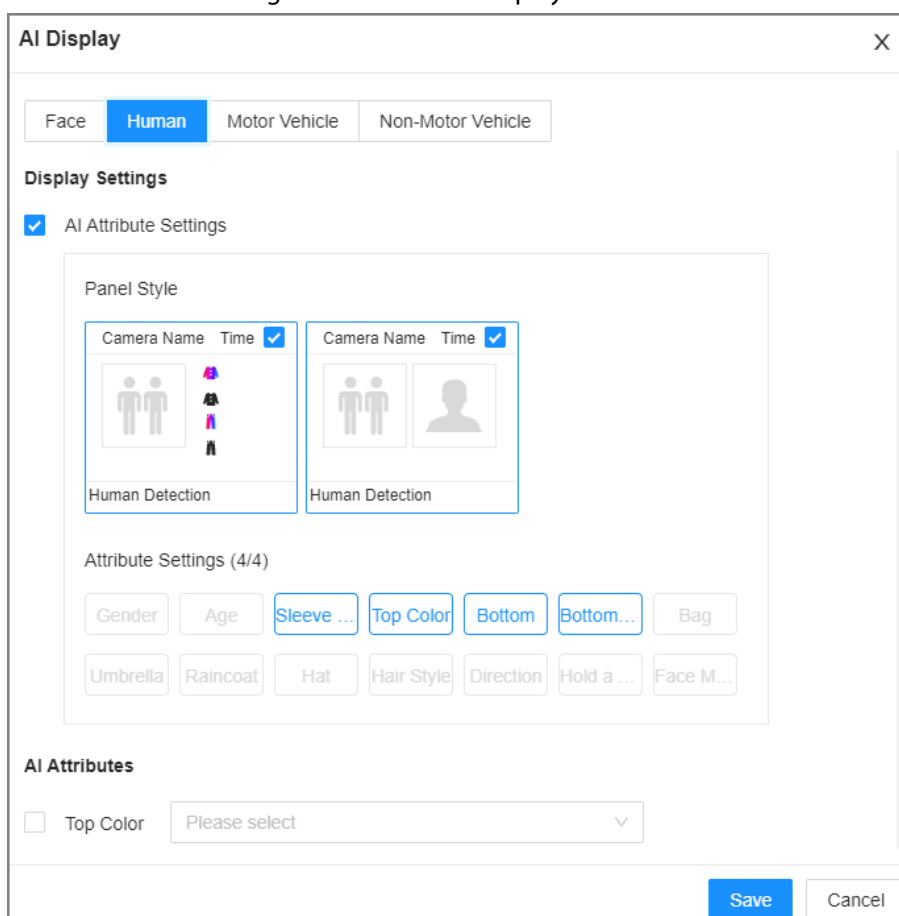 AI Display X
Face Human Motor Vehicle Non-Motor Vehicle
Display Settings
AI Attribute Settings
Panel Style
Camera Name Time Camera Name Time
Human Detection Human Detection
Attribute Settings (4/4)
Gender Age Sleeve ... Top Color Bottom Bottom... Bag
Umbrella Raincoat Hat Hair Style Direction Hold a ... Face M...
AI Attributes
Top Color Please select
Save Cancel